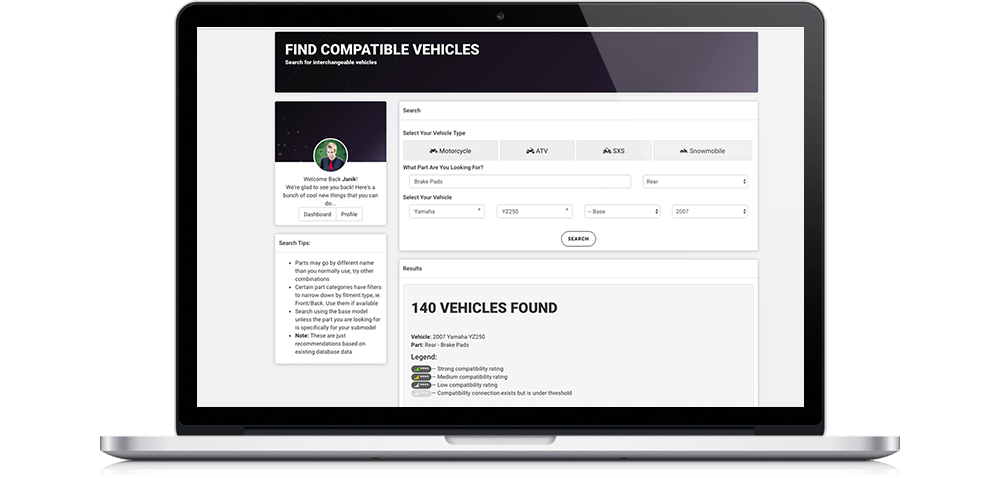 FIND COMPATIBLE VEHICLES
Search for interchangeable vehicles
Welcome Back Janik!
We're glad to see you back! Here's a
bunch of cool new things that you can
do...
Dashboard
Profile
Search Tips:
Parts may go by different name
than you normally use, try other
combinations
Certain part categories have filters
to narrow down by fitment type, ie.
Front/Back. Use them if available
Search using the base model
unless the part you are looking for
is specifically for your submodel
Note: These are just
recommendations based on
existing database data
Search
Select Your Vehicle Type
Motorcycle
ATV
SXS
Snowmobile
What Part Are You Looking For?
Brake Pads
Rear
Select Your Vehicle
Yamaha
YZ250
-- Base
2007
SEARCH
Results
140 VEHICLES FOUND
Vehicle: 2007 Yamaha YZ250
Part: Rear - Brake Pads
Legend:
– Strong compatibility rating
– Medium compatibility rating
– Low compatibility rating
– Compatibility connection exists but is under threshold